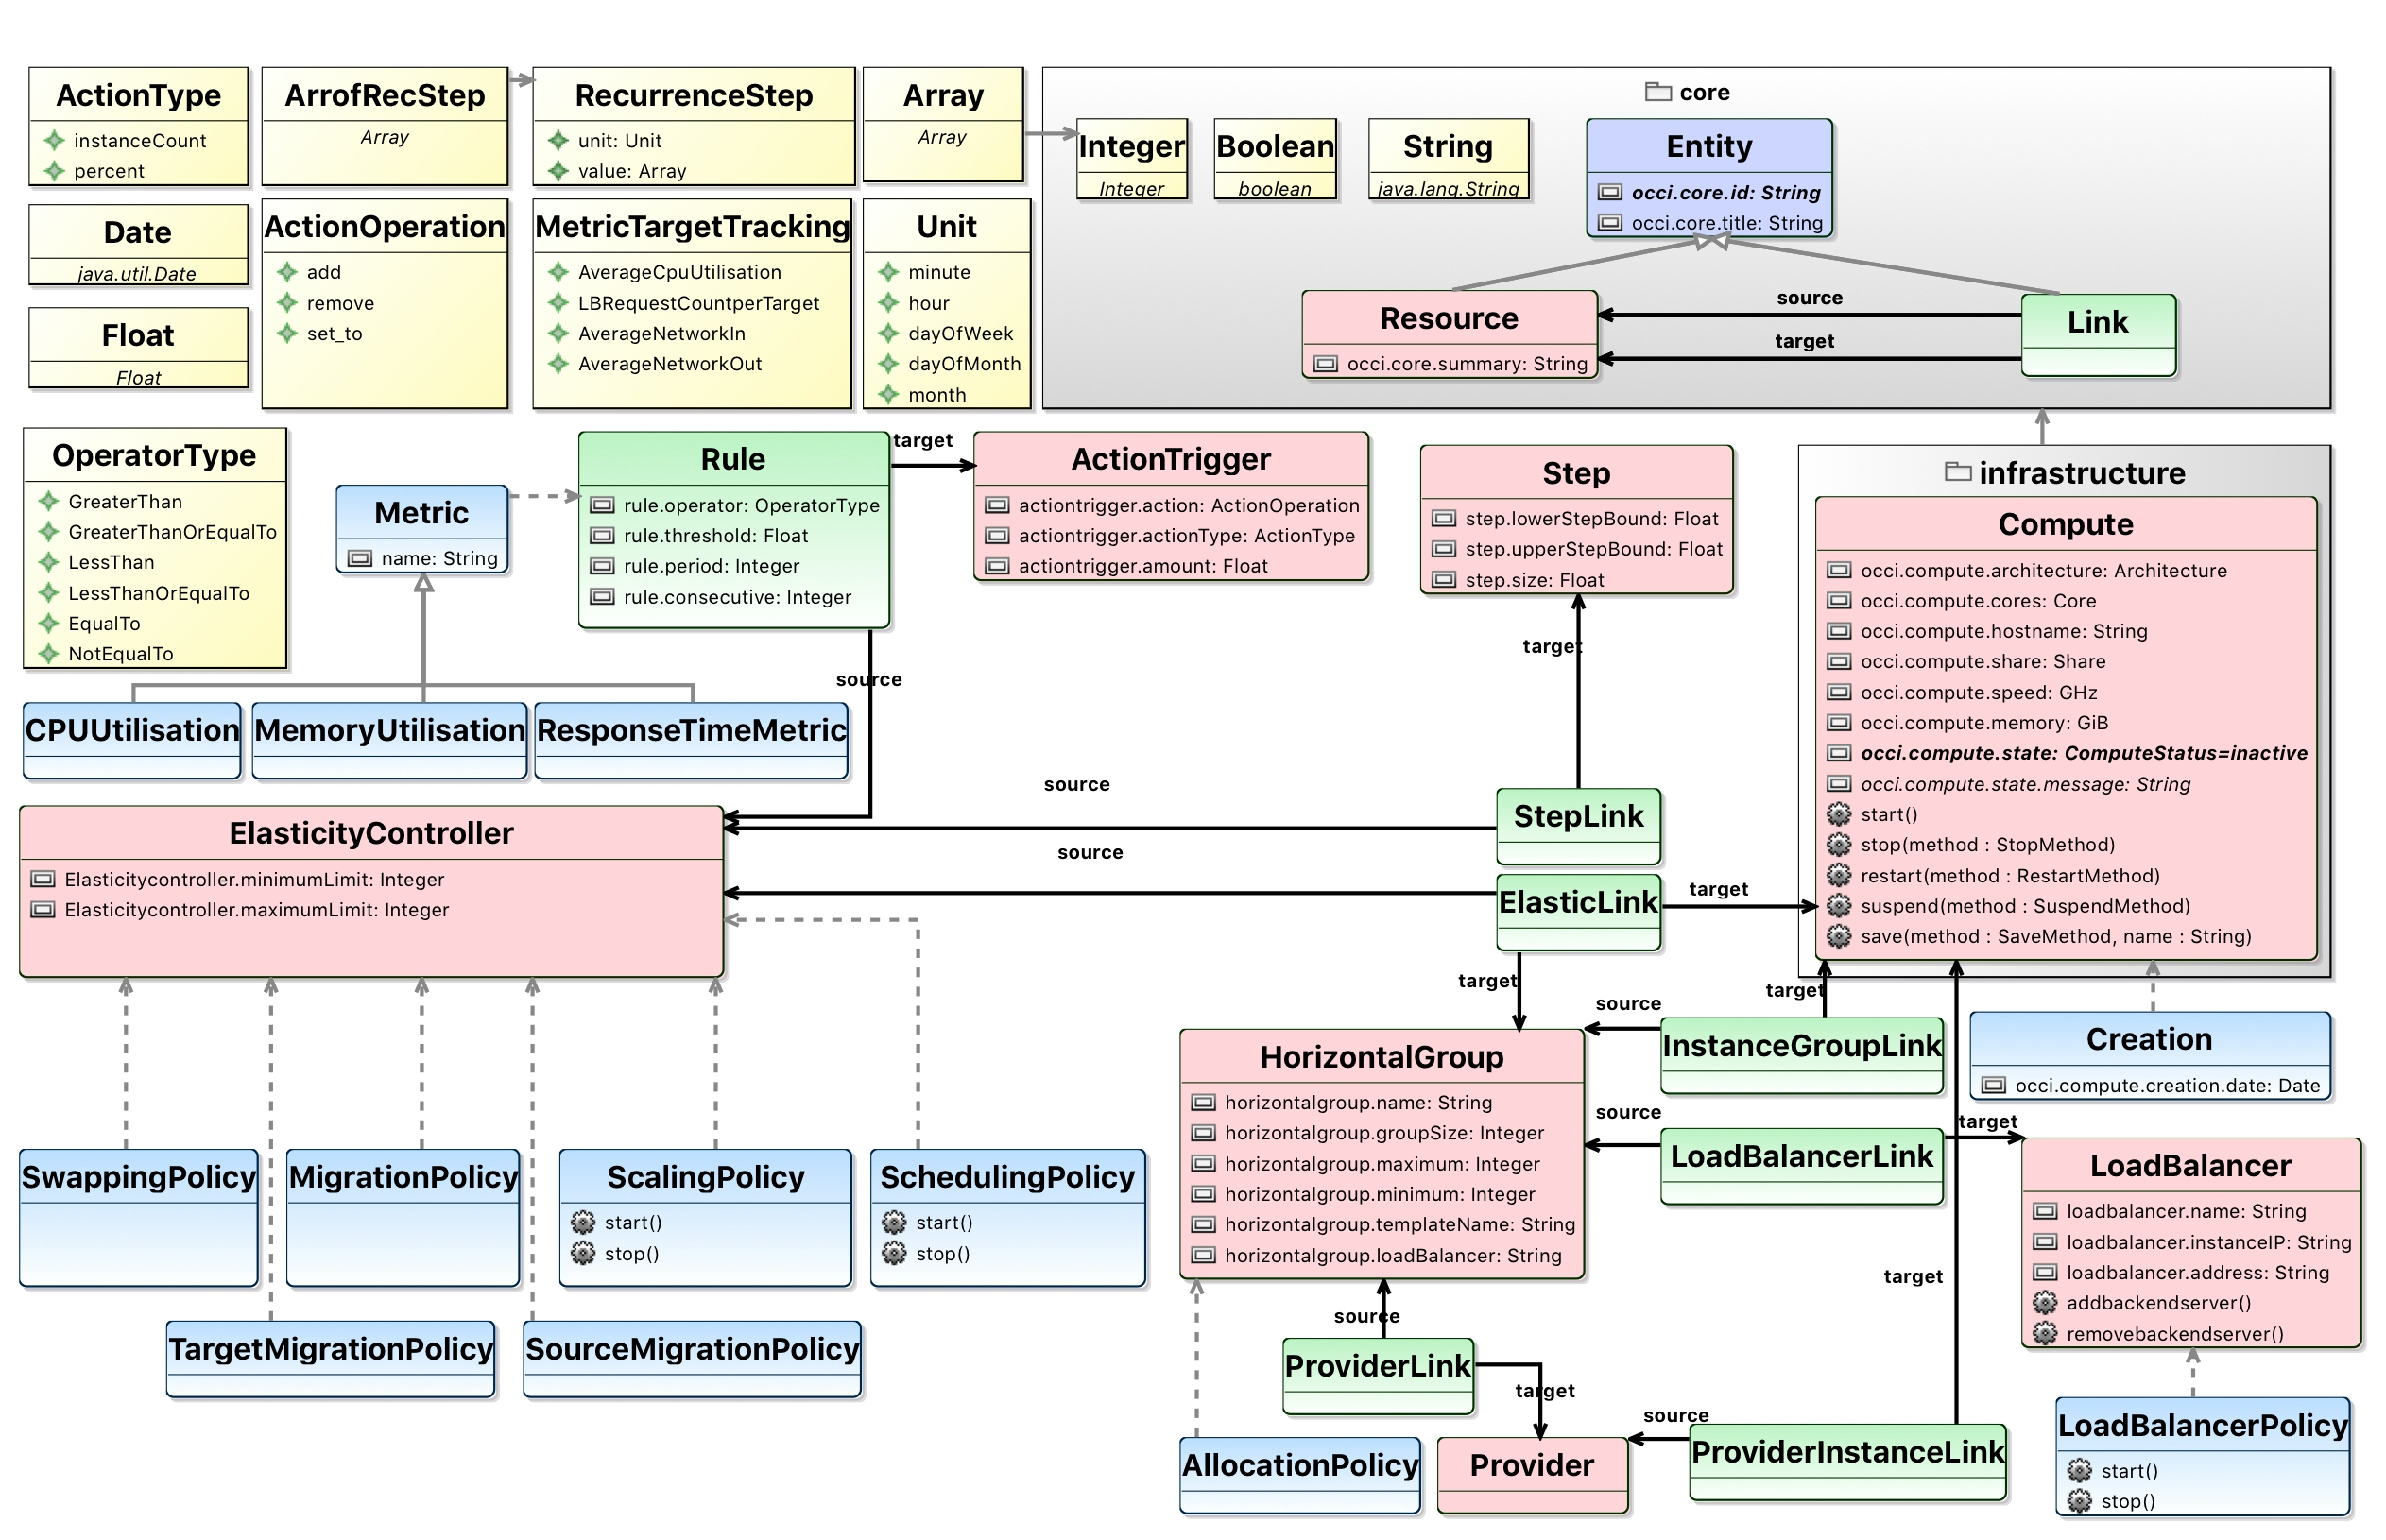 ActionType
instanceCount
percent
ArrofRecStep
Array
RecurrenceStep
unit: Unit
value: Array
Array
Array
core
Integer
Integer
Boolean
boolean
String
java.lang.String
Entity
occi.core.id: String
occi.core.title: String
Date
java.util.Date
ActionOperation
add
remove
set_to
MetricTargetTracking
AverageCpuUtilisation
LBRequestCountperTarget
AverageNetworkIn
AverageNetworkOut
Unit
minute
hour
dayOfWeek
dayOfMonth
month
Float
Float
Resource
occi.core.summary: String
source
target
Link
OperatorType
GreaterThan
GreaterThanOrEqualTo
LessThan
LessThanOrEqualTo
EqualTo
NotEqualTo
Metric
name: String
Rule
rule.operator: OperatorType
rule.threshold: Float
rule.period: Integer
rule.consecutive: Integer
target
ActionTrigger
actiontrigger.action: ActionOperation
actiontrigger.actionType: ActionType
actiontrigger.amount: Float
Step
step.lowerStepBound: Float
step.upperStepBound: Float
step.size: Float
infrastructure
Compute
occi.compute.architecture: Architecture
occi.compute.cores: Core
occi.compute.hostname: String
occi.compute.share: Share
occi.compute.speed: GHz
occi.compute.memory: GiB
occi.compute.state: ComputeStatus=inactive
occi.compute.state.message: String
start()
stop(method : StopMethod)
restart(method : RestartMethod)
suspend(method : SuspendMethod)
save(method : SaveMethod, name : String)
target
source
CPUUtilisation
MemoryUtilisation
ResponseTimeMetric
source
StepLink
ElasticityController
Elasticitycontroller.minimumLimit: Integer
Elasticitycontroller.maximumLimit: Integer
source
ElasticLink
target
target
source
target
HorizontalGroup
horizontalgroup.name: String
horizontalgroup.groupSize: Integer
horizontalgroup.maximum: Integer
horizontalgroup.minimum: Integer
horizontalgroup.templateName: String
horizontalgroup.loadBalancer: String
InstanceGroupLink
Creation
occi.compute.creation.date: Date
source
target
LoadBalancerLink
LoadBalancer
loadbalancer.name: String
loadbalancer.instanceIP: String
loadbalancer.address: String
addbackendserver()
removebackendserver()
SwappingPolicy
MigrationPolicy
ScalingPolicy
start()
stop()
SchedulingPolicy
start()
stop()
target
source
TargetMigrationPolicy
SourceMigrationPolicy
ProviderLink
target
source
AllocationPolicy
Provider
ProviderInstanceLink
LoadBalancerPolicy
start()
stop()